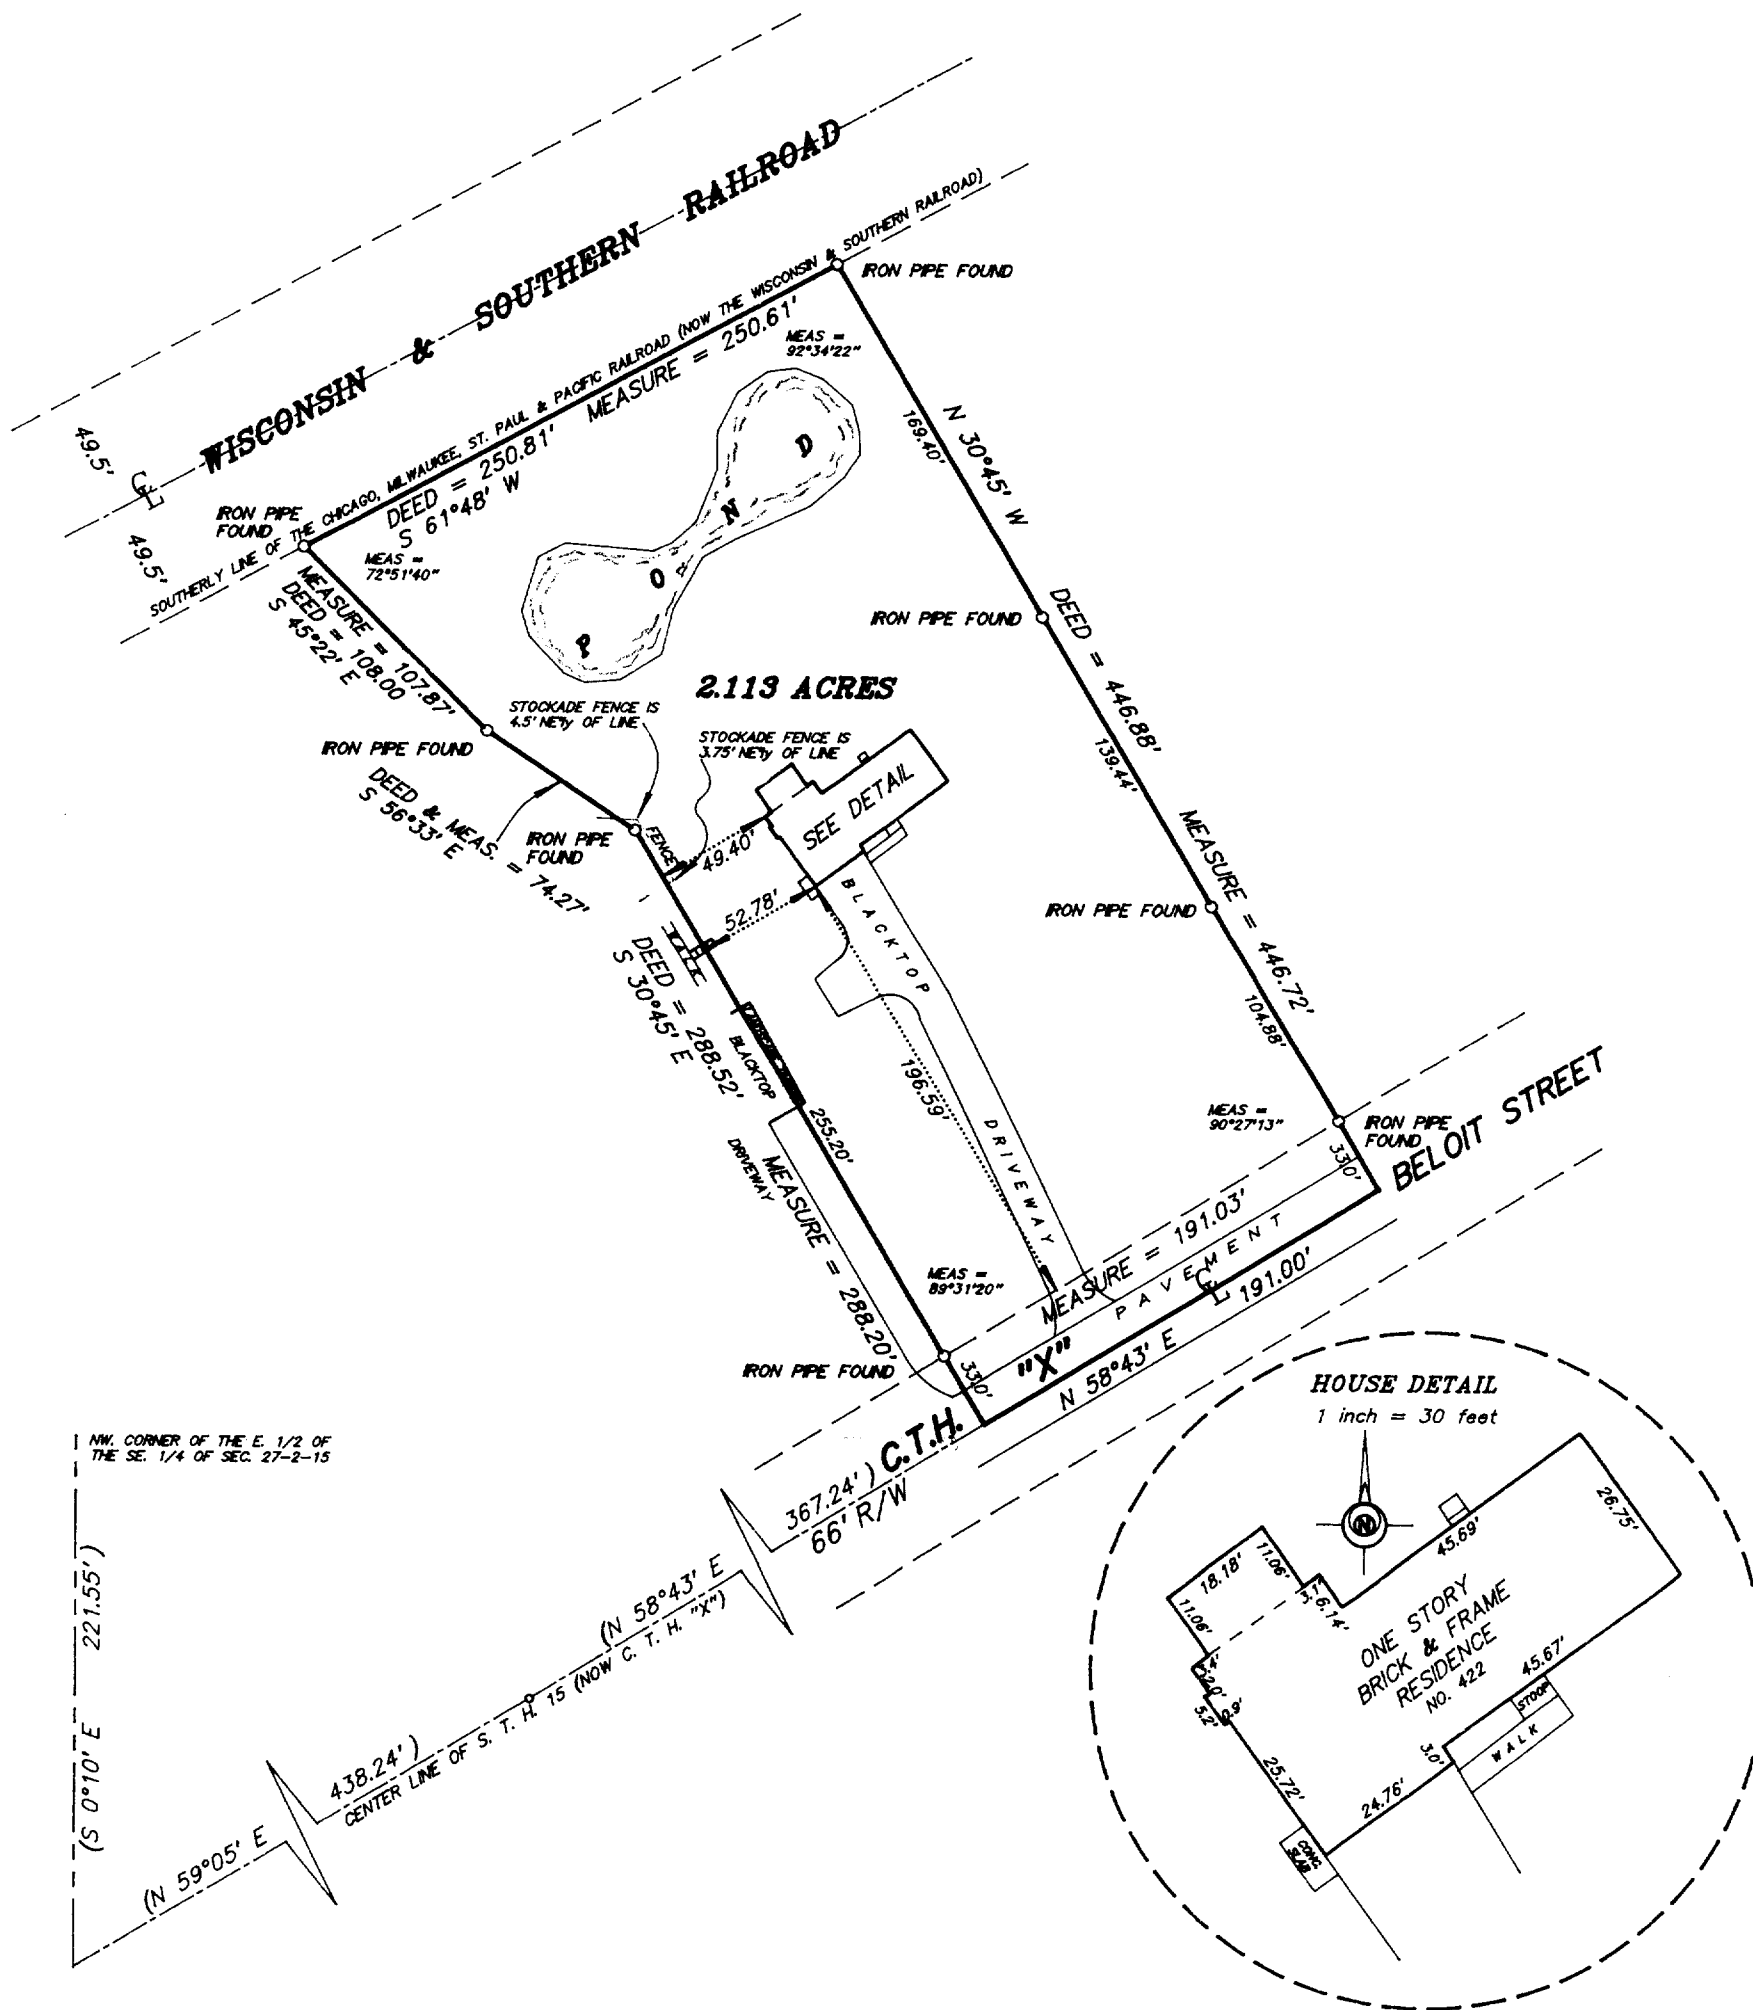 WISCONSIN & SOUTHERN RAILROAD
SOUTHERLY LINE OF THE CHICAGO, MILWAUKEE, ST. PAUL & PACIFIC RAILROAD (NOW THE WISCONSIN & SOUTHERN RAILROAD)
49.5'
CL
49.5'
IRON PIPE FOUND
IRON PIPE
FOUND
DEED = 250.81'
MEASURE = 250.61'
S 61°48' W
MEAS =
92°34'22"
MEAS =
72°51'40"
MEASURE = 107.87'
DEED = 108.00
S 45°22' E
POND
169.40'
N 30°45' W
IRON PIPE FOUND
DEED = 446.88'
139.44'
MEASURE = 446.72'
2.113 ACRES
STOCKADE FENCE IS
4.5' NE'ly OF LINE
STOCKADE FENCE IS
3.75' NE'ly OF LINE
IRON PIPE FOUND
DEED & MEAS. = 74.27'
S 56°33' E
IRON PIPE
FOUND
FENCE
SEE DETAIL
49.40'
52.78'
WALK
IRON PIPE FOUND
BLACKTOP
DRIVEWAY
DEED = 288.52'
S 30°45' E
BLACKTOP
DRIVEWAY
196.59'
255.20'
MEASURE = 288.20'
104.88'
MEAS =
90°27'13"
IRON PIPE
FOUND
33.0'
BELOIT STREET
MEASURE = 191.03'
PAVEMENT
CL
191.00'
MEAS =
89°31'20"
IRON PIPE FOUND
33.0'
C.T.H. "X"
N 58°43' E
66' R/W
367.24')
(N 58°43' E
CENTER LINE OF S. T. H. 15 (NOW C. T. H. "X")
438.24')
(N 59°05' E
NW. CORNER OF THE E. 1/2 OF
THE SE. 1/4 OF SEC. 27-2-15
(S 0°10' E 221.55')
HOUSE DETAIL
1 inch = 30 feet
N
18.18'
11.06'
11.06'
3.1'
6.14'
45.69'
26.75'
ONE STORY
BRICK & FRAME
RESIDENCE
NO. 422
45.67'
STOOP
WALK
3.0'
24.76'
25.72'
5.2'
0.9'
CONC.
SLAB